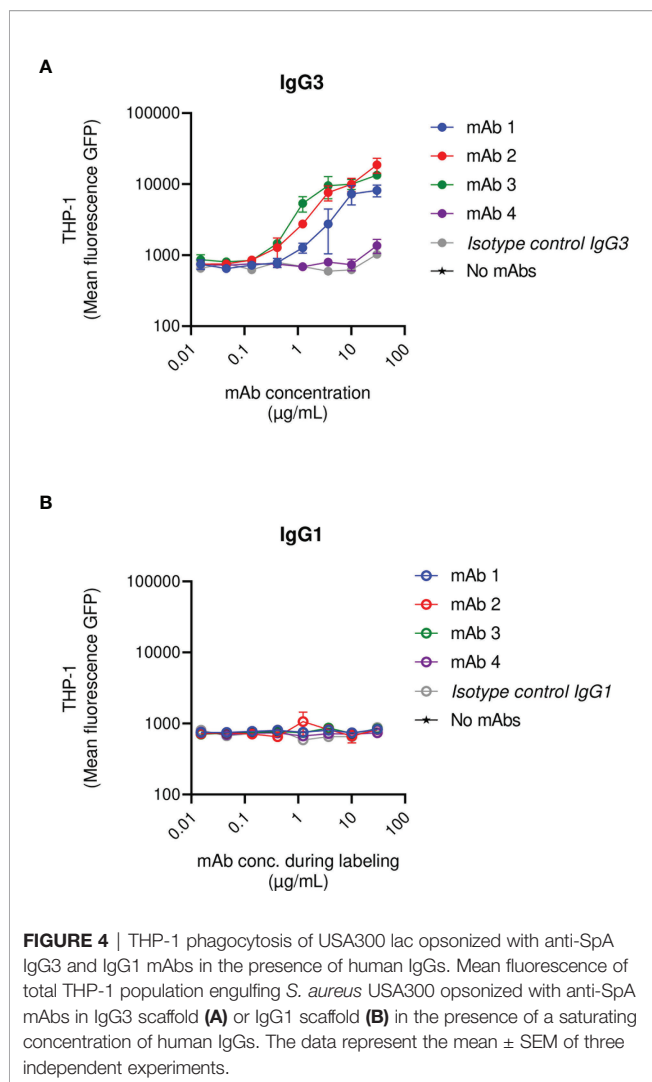 A
IgG3
100000
10000
1000
100
THP-1
(Mean fluorescence GFP)
0.01
0.1
1
10
100
mAb concentration
(µg/mL)
mAb 1
mAb 2
mAb 3
mAb 4
Isotype control IgG3
No mAbs
B
IgG1
100000
10000
1000
100
THP-1
(Mean fluorescence GFP)
0.01
0.1
1
10
100
mAb conc. during labeling
(µg/mL)
mAb 1
mAb 2
mAb 3
mAb 4
Isotype control IgG1
No mAbs
FIGURE 4 | THP-1 phagocytosis of USA300 lac opsonized with anti-SpA
IgG3 and IgG1 mAbs in the presence of human IgGs. Mean fluorescence of
total THP-1 population engulfing S. aureus USA300 opsonized with anti-SpA
mAbs in IgG3 scaffold (A) or IgG1 scaffold (B) in the presence of a saturating
concentration of human IgGs. The data represent the mean ± SEM of three
independent experiments.